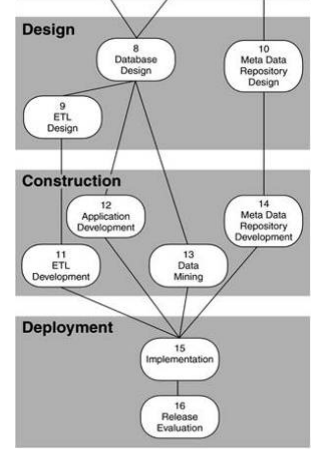 Design
8
Database
Design
10
Meta Data
Repository
Design
9
ETL
Design
Construction
12
Application
Development
14
Meta Data
Repository
Development
11
ETL
Development
13
Data
Mining
Deployment
15
Implementation
16
Release
Evaluation